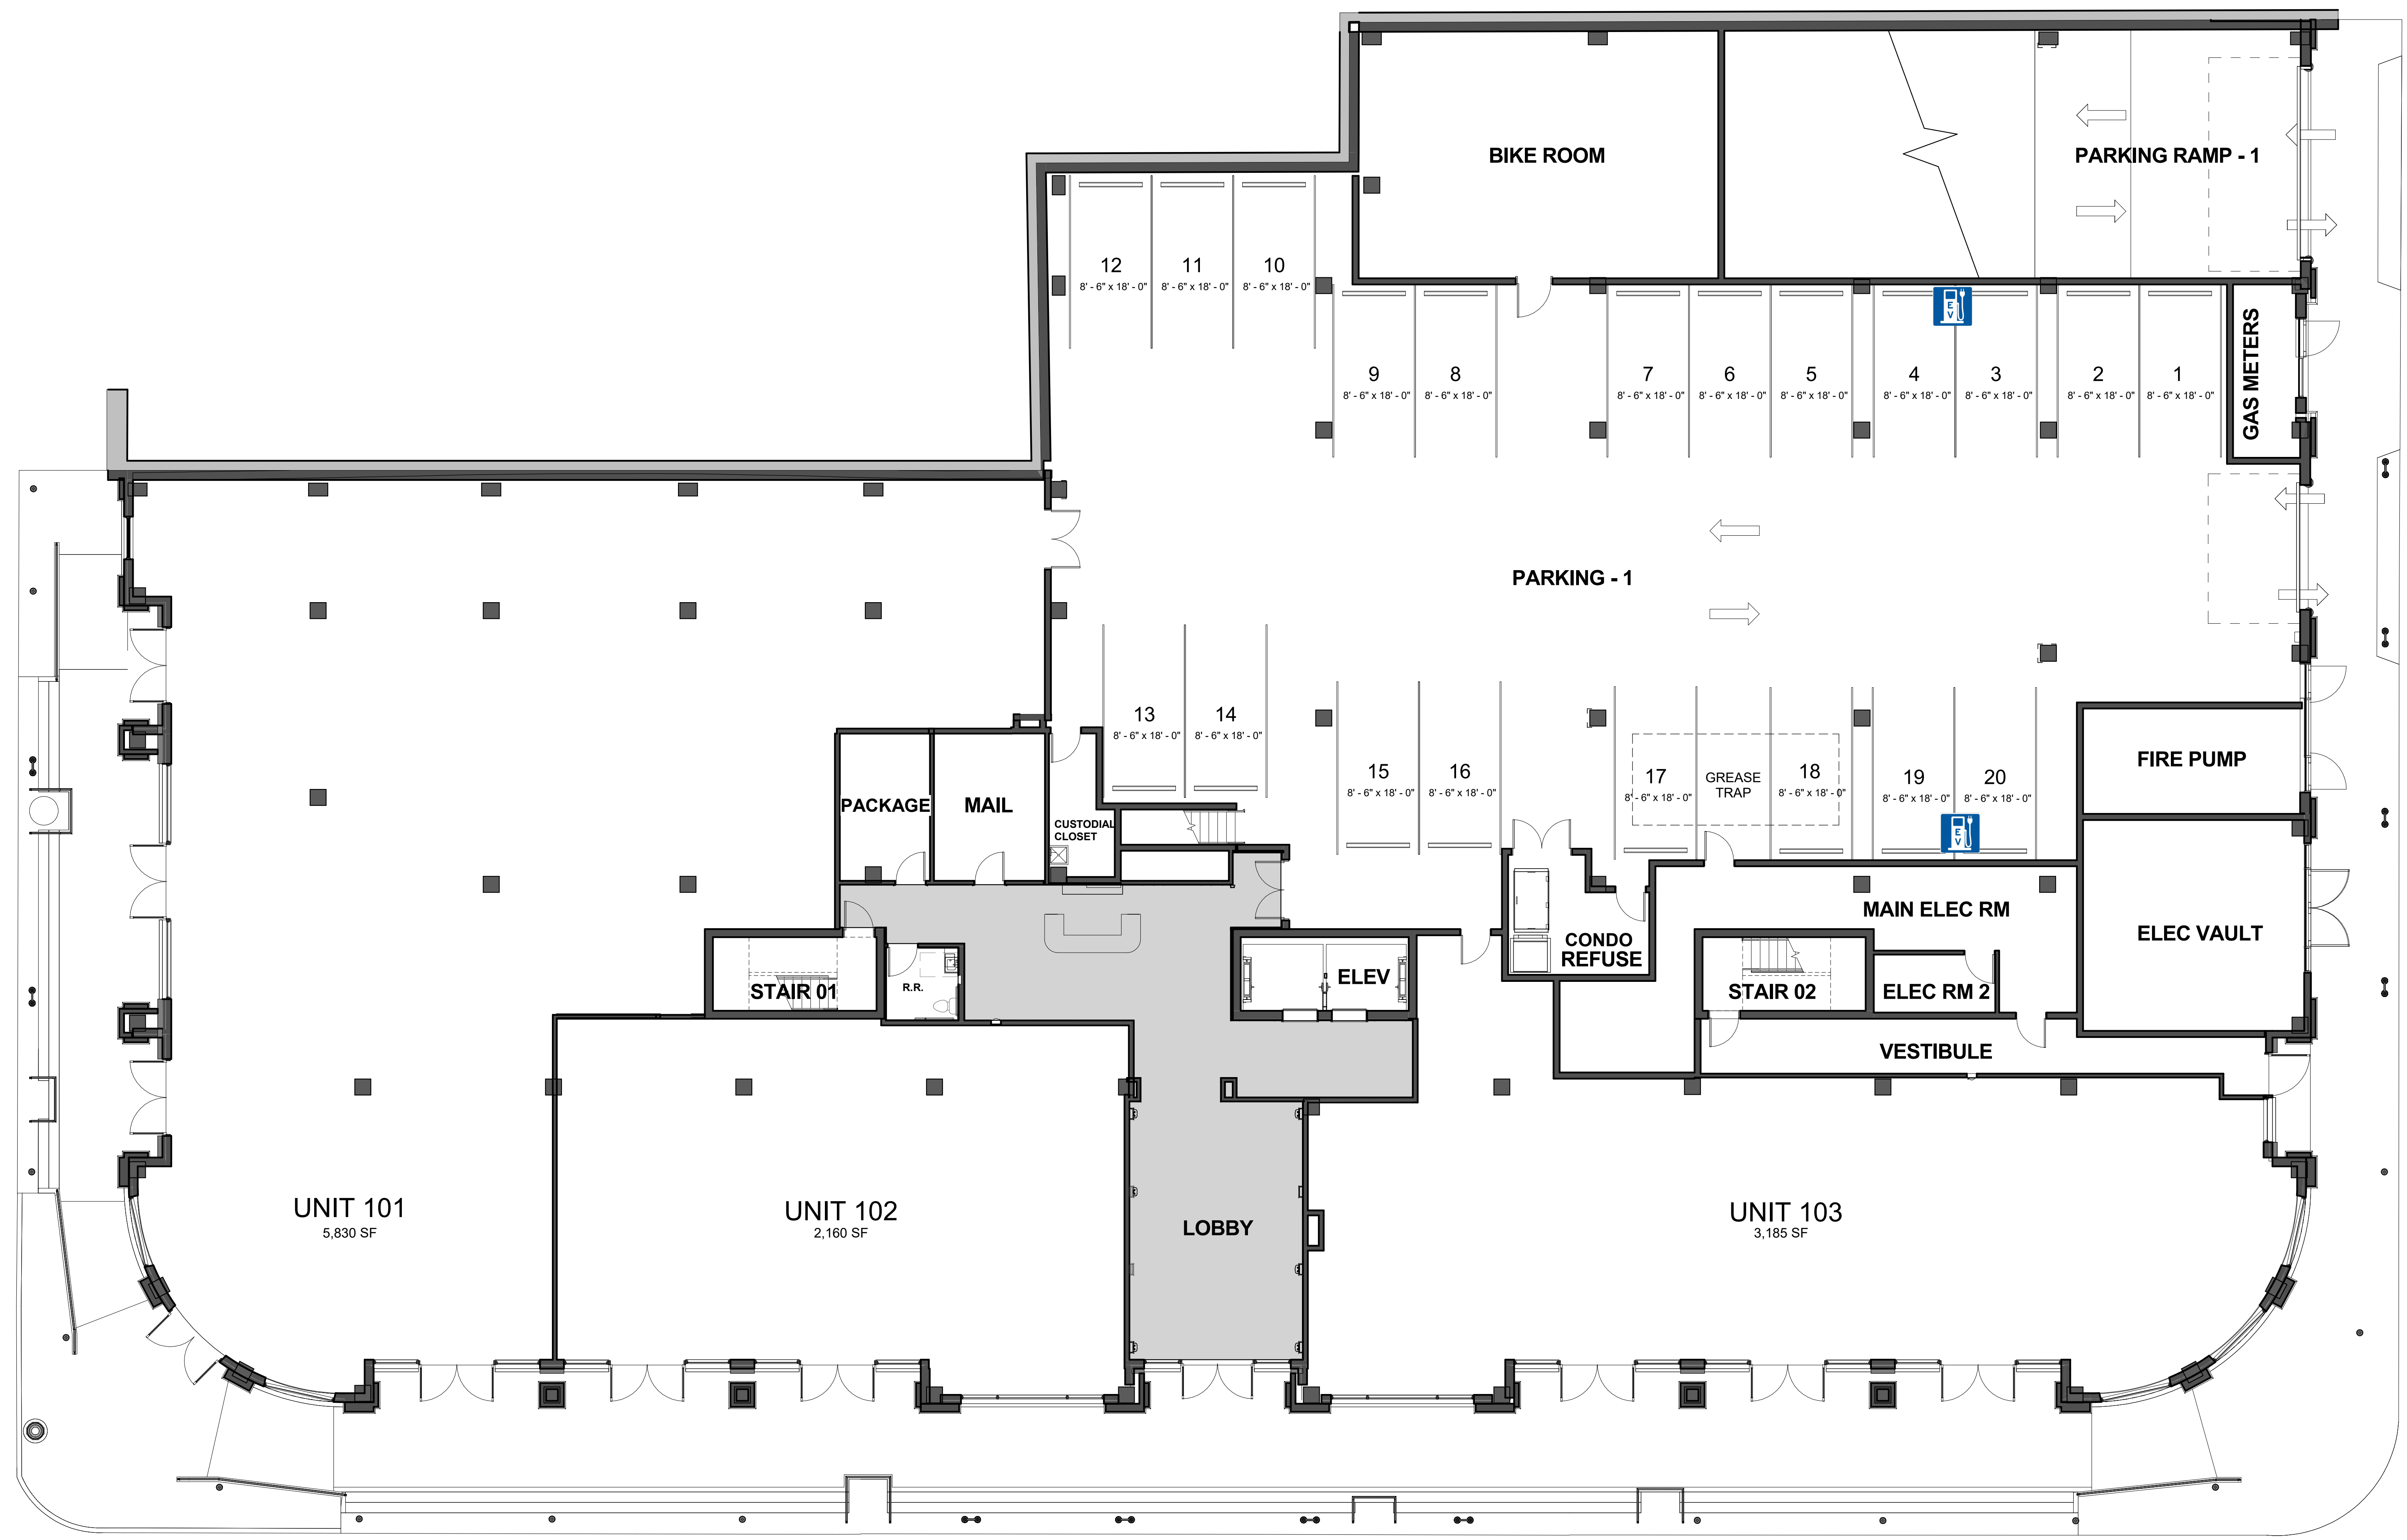 BIKE ROOM
PARKING RAMP - 1
12
8' - 6" x 18' - 0"
11
8' - 6" x 18' - 0"
10
8' - 6" x 18' - 0"
9
8' - 6" x 18' - 0"
8
8' - 6" x 18' - 0"
7
8' - 6" x 18' - 0"
6
8' - 6" x 18' - 0"
5
8' - 6" x 18' - 0"
E
V
4
8' - 6" x 18' - 0"
3
8' - 6" x 18' - 0"
2
8' - 6" x 18' - 0"
1
8' - 6" x 18' - 0"
GAS METERS
PARKING - 1
13
8' - 6" x 18' - 0"
14
8' - 6" x 18' - 0"
15
8' - 6" x 18' - 0"
16
8' - 6" x 18' - 0"
17
8' - 6" x 18' - 0"
GREASE
TRAP
18
8' - 6" x 18' - 0"
19
8' - 6" x 18' - 0"
20
8' - 6" x 18' - 0"
E
V
FIRE PUMP
PACKAGE
MAIL
CUSTODIAL
CLOSET
MAIN ELEC RM
ELEC VAULT
CONDO
REFUSE
ELEV
STAIR 01
R.R.
STAIR 02
ELEC RM 2
VESTIBULE
UNIT 101
5,830 SF
UNIT 102
2,160 SF
LOBBY
UNIT 103
3,185 SF